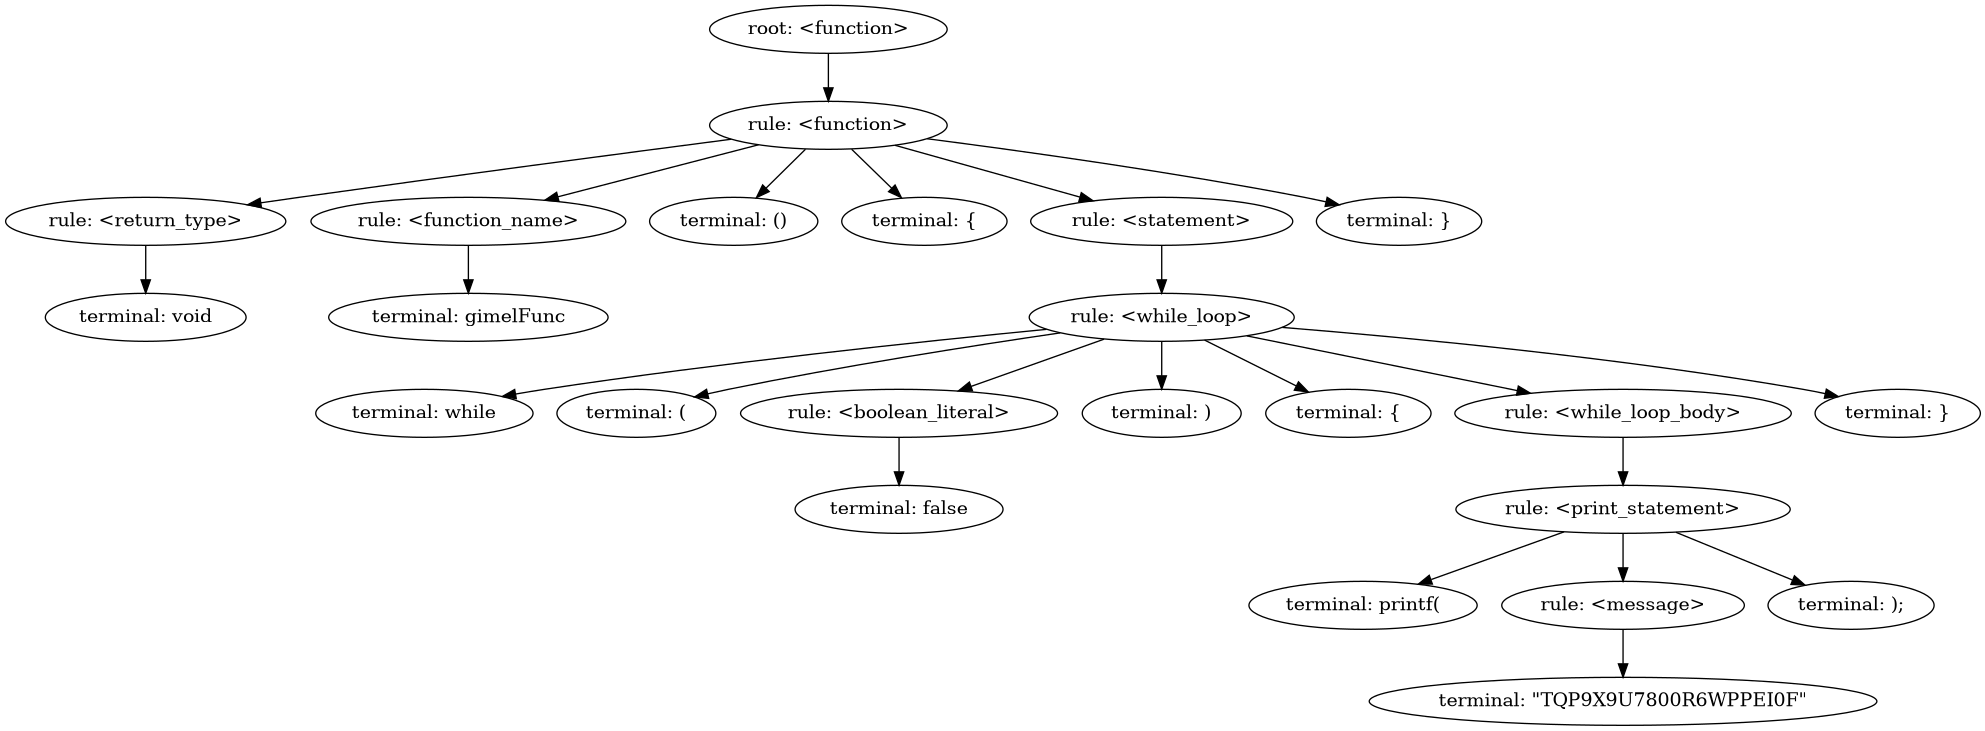 root: <function>
rule: <function>
rule: <return_type>
rule: <function_name>
terminal: ()
terminal: {
rule: <statement>
terminal: }
terminal: void
terminal: gimelFunc
rule: <while_loop>
terminal: while
terminal: (
rule: <boolean_literal>
terminal: )
terminal: {
rule: <while_loop_body>
terminal: }
terminal: false
rule: <print_statement>
terminal: printf(
rule: <message>
terminal: );
terminal: "TQP9X9U7800R6WPPEI0F"